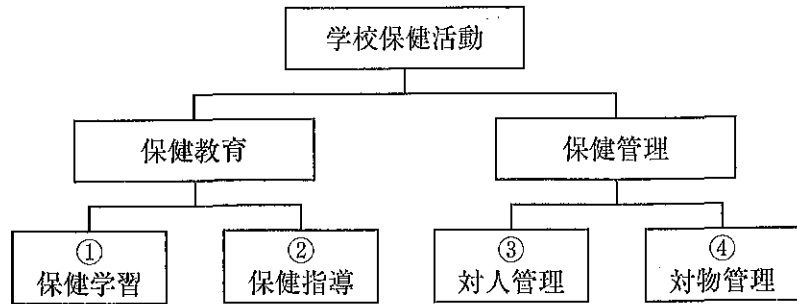 学校保健活動
保健教育
保健管理
①
保健学習
②
保健指導
③
対人管理
④
対物管理